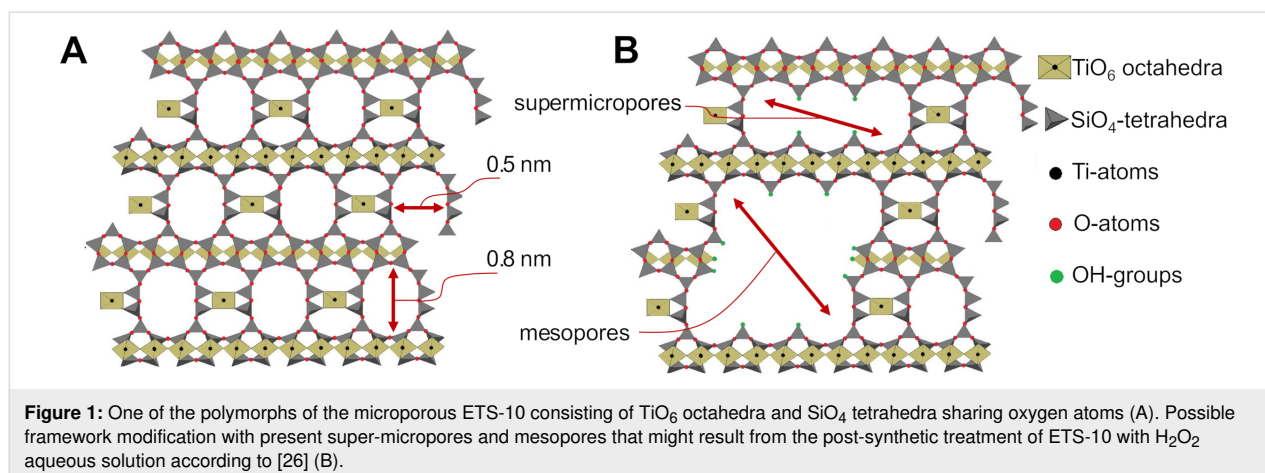 A
B
supermicropores
0.5 nm
0.8 nm
mesopores
TiO₆ octahedra
SiO₄-tetrahedra
Ti-atoms
O-atoms
OH-groups
Figure 1: One of the polymorphs of the microporous ETS-10 consisting of TiO₆ octahedra and SiO₄ tetrahedra sharing oxygen atoms (A). Possible
framework modification with present super-micropores and mesopores that might result from the post-synthetic treatment of ETS-10 with H₂O₂
aqueous solution according to [26] (B).